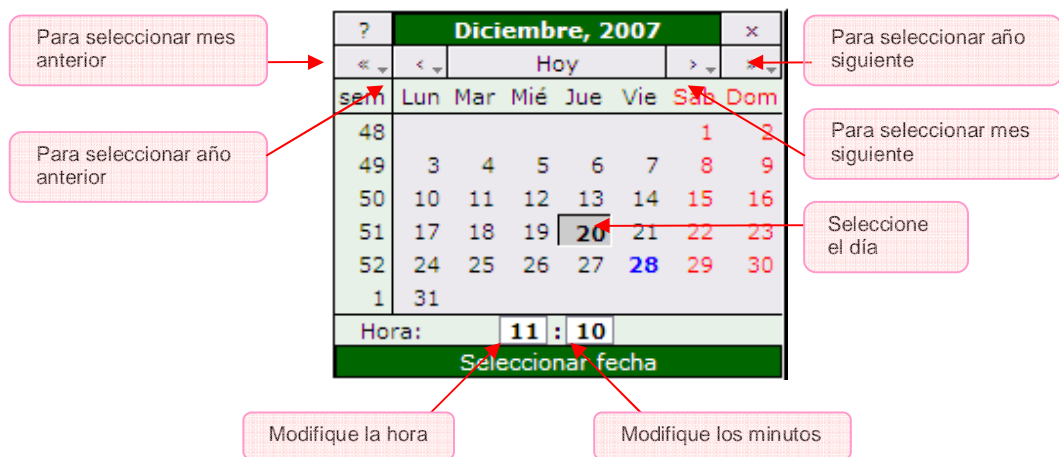 Para seleccionar mes
anterior
Para seleccionar año
anterior
? Diciembre, 2007 ×
« ‹ Hoy › »
sem Lun Mar Mié Jue Vie Sáb Dom
48 1 2
49 3 4 5 6 7 8 9
50 10 11 12 13 14 15 16
51 17 18 19 20 21 22 23
52 24 25 26 27 28 29 30
1 31
Hora: 11 : 10
Seleccionar fecha
Para seleccionar año
siguiente
Para seleccionar mes
siguiente
Seleccione
el día
Modifique la hora
Modifique los minutos